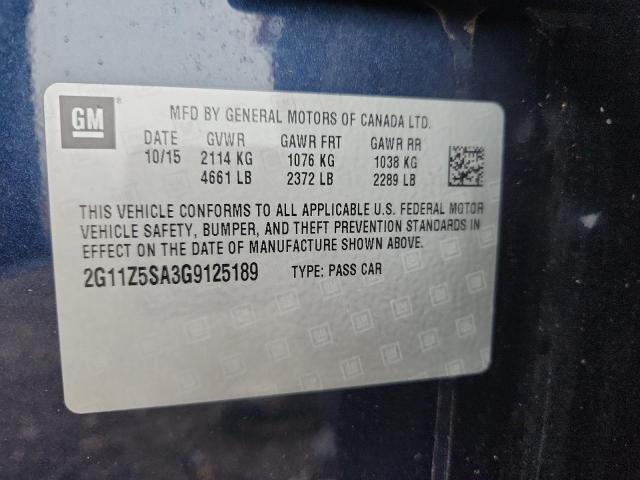 GM
MFD BY GENERAL MOTORS OF CANADA LTD.
DATE GVWR GAWR FRT GAWR RR
10/15 2114 KG 1076 KG 1038 KG
4661 LB 2372 LB 2289 LB
THIS VEHICLE CONFORMS TO ALL APPLICABLE U.S. FEDERAL MOTOR
VEHICLE SAFETY, BUMPER, AND THEFT PREVENTION STANDARDS IN
EFFECT ON THE DATE OF MANUFACTURE SHOWN ABOVE.
2G11Z5SA3G9125189 TYPE: PASS CAR